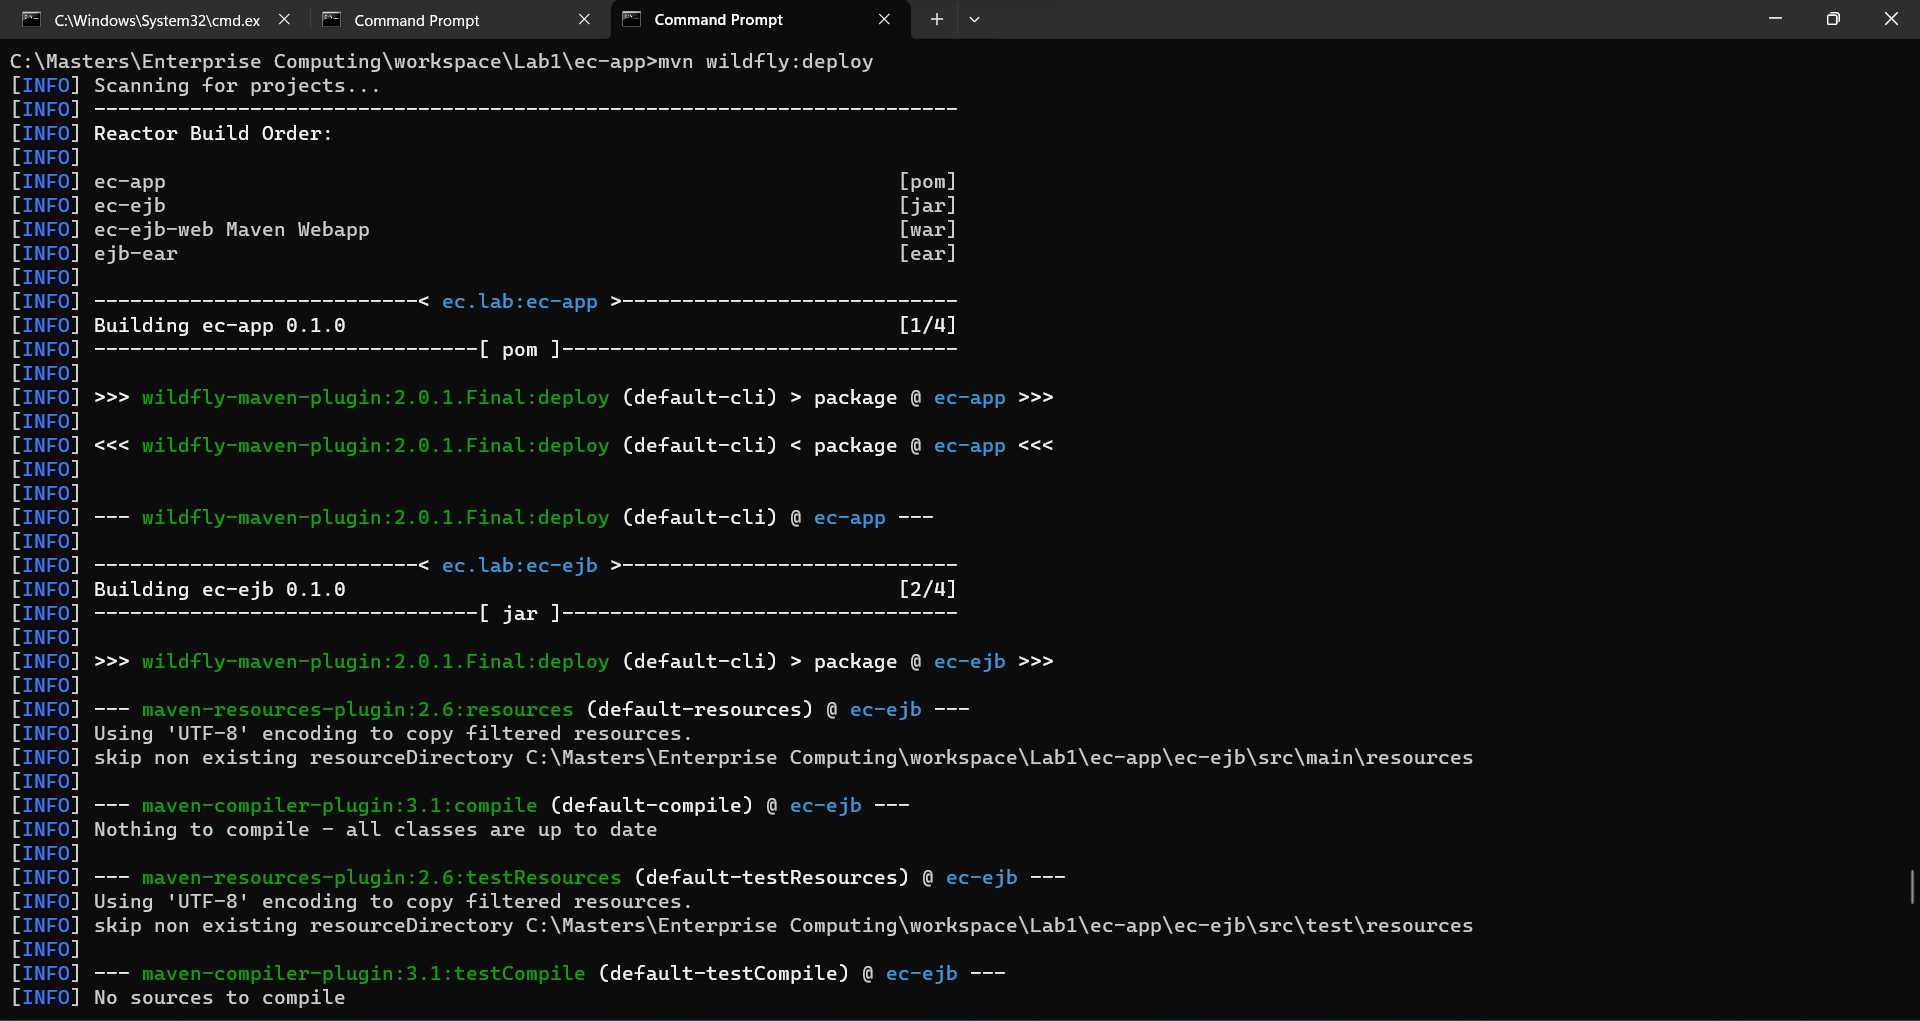 C:\Windows\System32\cmd.ex
Command Prompt
Command Prompt
C:\Masters\Enterprise Computing\workspace\Lab1\ec-app>mvn wildfly:deploy
[INFO] Scanning for projects...
[INFO] ------------------------------------------------------------------------
[INFO] Reactor Build Order:
[INFO]
[INFO] ec-app                                                             [pom]
[INFO] ec-ejb                                                             [jar]
[INFO] ec-ejb-web Maven Webapp                                            [war]
[INFO] ejb-ear                                                            [ear]
[INFO]
[INFO] ---------------------------< ec.lab:ec-app >----------------------------
[INFO] Building ec-app 0.1.0                                              [1/4]
[INFO] --------------------------------[ pom ]---------------------------------
[INFO]
[INFO] >>> wildfly-maven-plugin:2.0.1.Final:deploy (default-cli) > package @ ec-app >>>
[INFO]
[INFO] <<< wildfly-maven-plugin:2.0.1.Final:deploy (default-cli) < package @ ec-app <<<
[INFO]
[INFO]
[INFO] --- wildfly-maven-plugin:2.0.1.Final:deploy (default-cli) @ ec-app ---
[INFO]
[INFO] ---------------------------< ec.lab:ec-ejb >----------------------------
[INFO] Building ec-ejb 0.1.0                                              [2/4]
[INFO] --------------------------------[ jar ]---------------------------------
[INFO]
[INFO] >>> wildfly-maven-plugin:2.0.1.Final:deploy (default-cli) > package @ ec-ejb >>>
[INFO]
[INFO] --- maven-resources-plugin:2.6:resources (default-resources) @ ec-ejb ---
[INFO] Using 'UTF-8' encoding to copy filtered resources.
[INFO] skip non existing resourceDirectory C:\Masters\Enterprise Computing\workspace\Lab1\ec-app\ec-ejb\src\main\resources
[INFO]
[INFO] --- maven-compiler-plugin:3.1:compile (default-compile) @ ec-ejb ---
[INFO] Nothing to compile - all classes are up to date
[INFO]
[INFO] --- maven-resources-plugin:2.6:testResources (default-testResources) @ ec-ejb ---
[INFO] Using 'UTF-8' encoding to copy filtered resources.
[INFO] skip non existing resourceDirectory C:\Masters\Enterprise Computing\workspace\Lab1\ec-app\ec-ejb\src\test\resources
[INFO]
[INFO] --- maven-compiler-plugin:3.1:testCompile (default-testCompile) @ ec-ejb ---
[INFO] No sources to compile